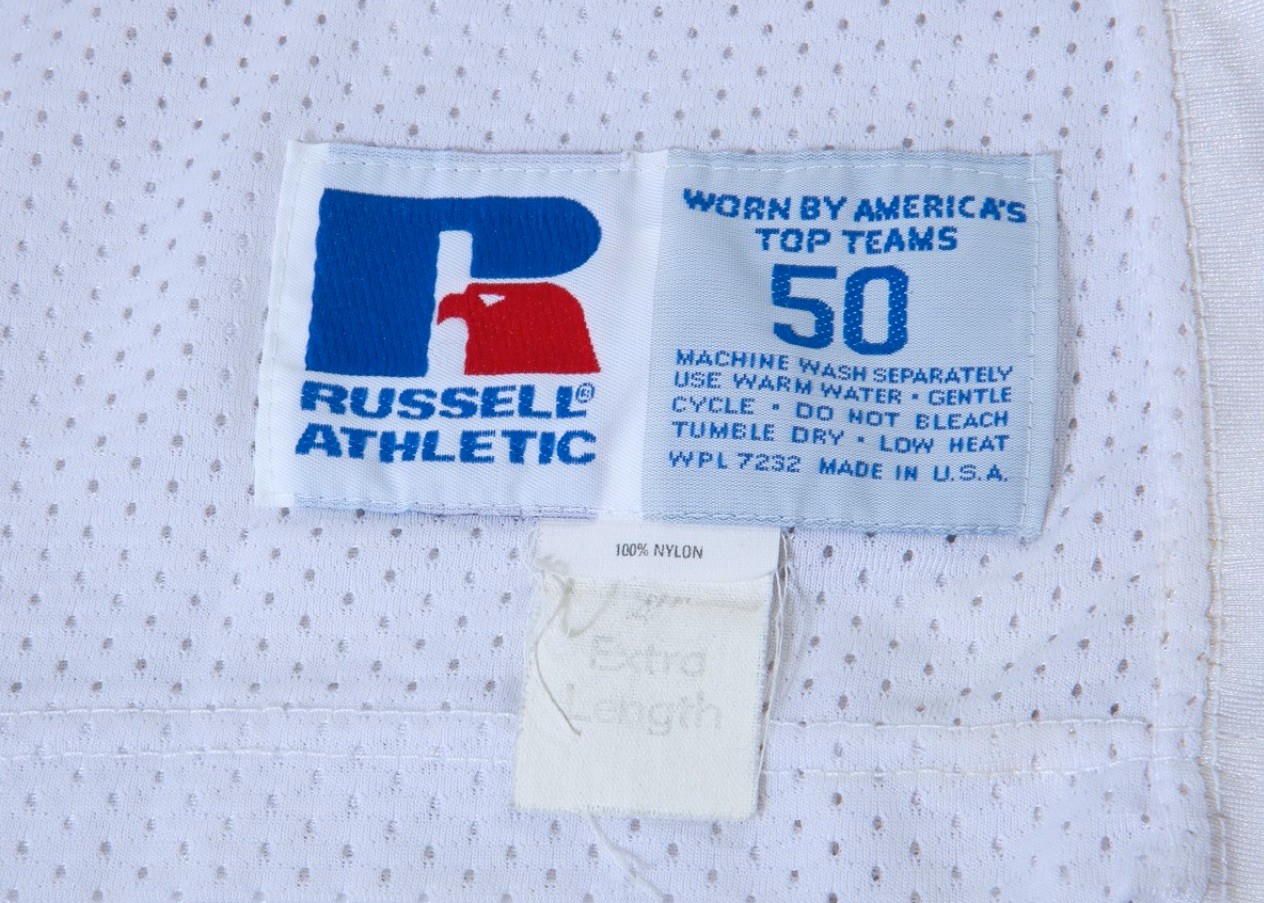 RUSSELL®
ATHLETIC
WORN BY AMERICA'S
TOP TEAMS
50
MACHINE WASH SEPARATELY
USE WARM WATER · GENTLE
CYCLE · DO NOT BLEACH
TUMBLE DRY · LOW HEAT
WPL 7232 MADE IN U.S.A.
100% NYLON
Extra
Length